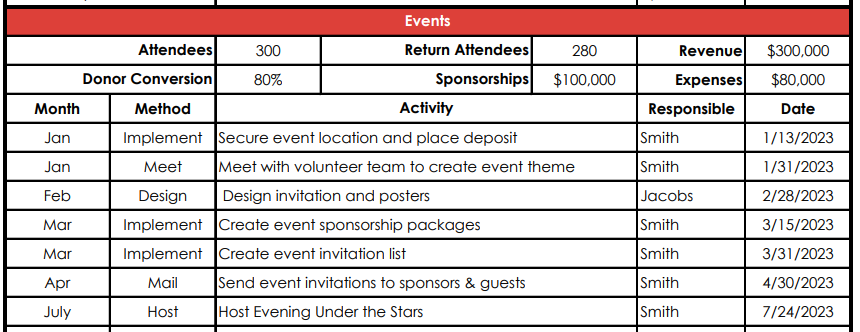 Events
Attendees 300 Return Attendees 280 Revenue $300,000
Donor Conversion 80% Sponsorships $100,000 Expenses $80,000
Month Method Activity Responsible Date
Jan Implement Secure event location and place deposit Smith 1/13/2023
Jan Meet Meet with volunteer team to create event theme Smith 1/31/2023
Feb Design Design invitation and posters Jacobs 2/28/2023
Mar Implement Create event sponsorship packages Smith 3/15/2023
Mar Implement Create event invitation list Smith 3/31/2023
Apr Mail Send event invitations to sponsors & guests Smith 4/30/2023
July Host Host Evening Under the Stars Smith 7/24/2023